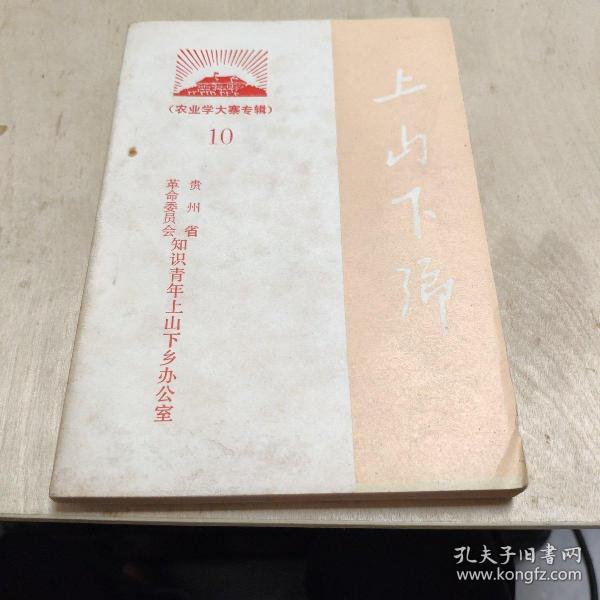 上山下乡
(农业学大寨专辑)
10
贵州省
革命委员会
知识青年上山下乡办公室
孔夫子旧书网
www.kongfz.com